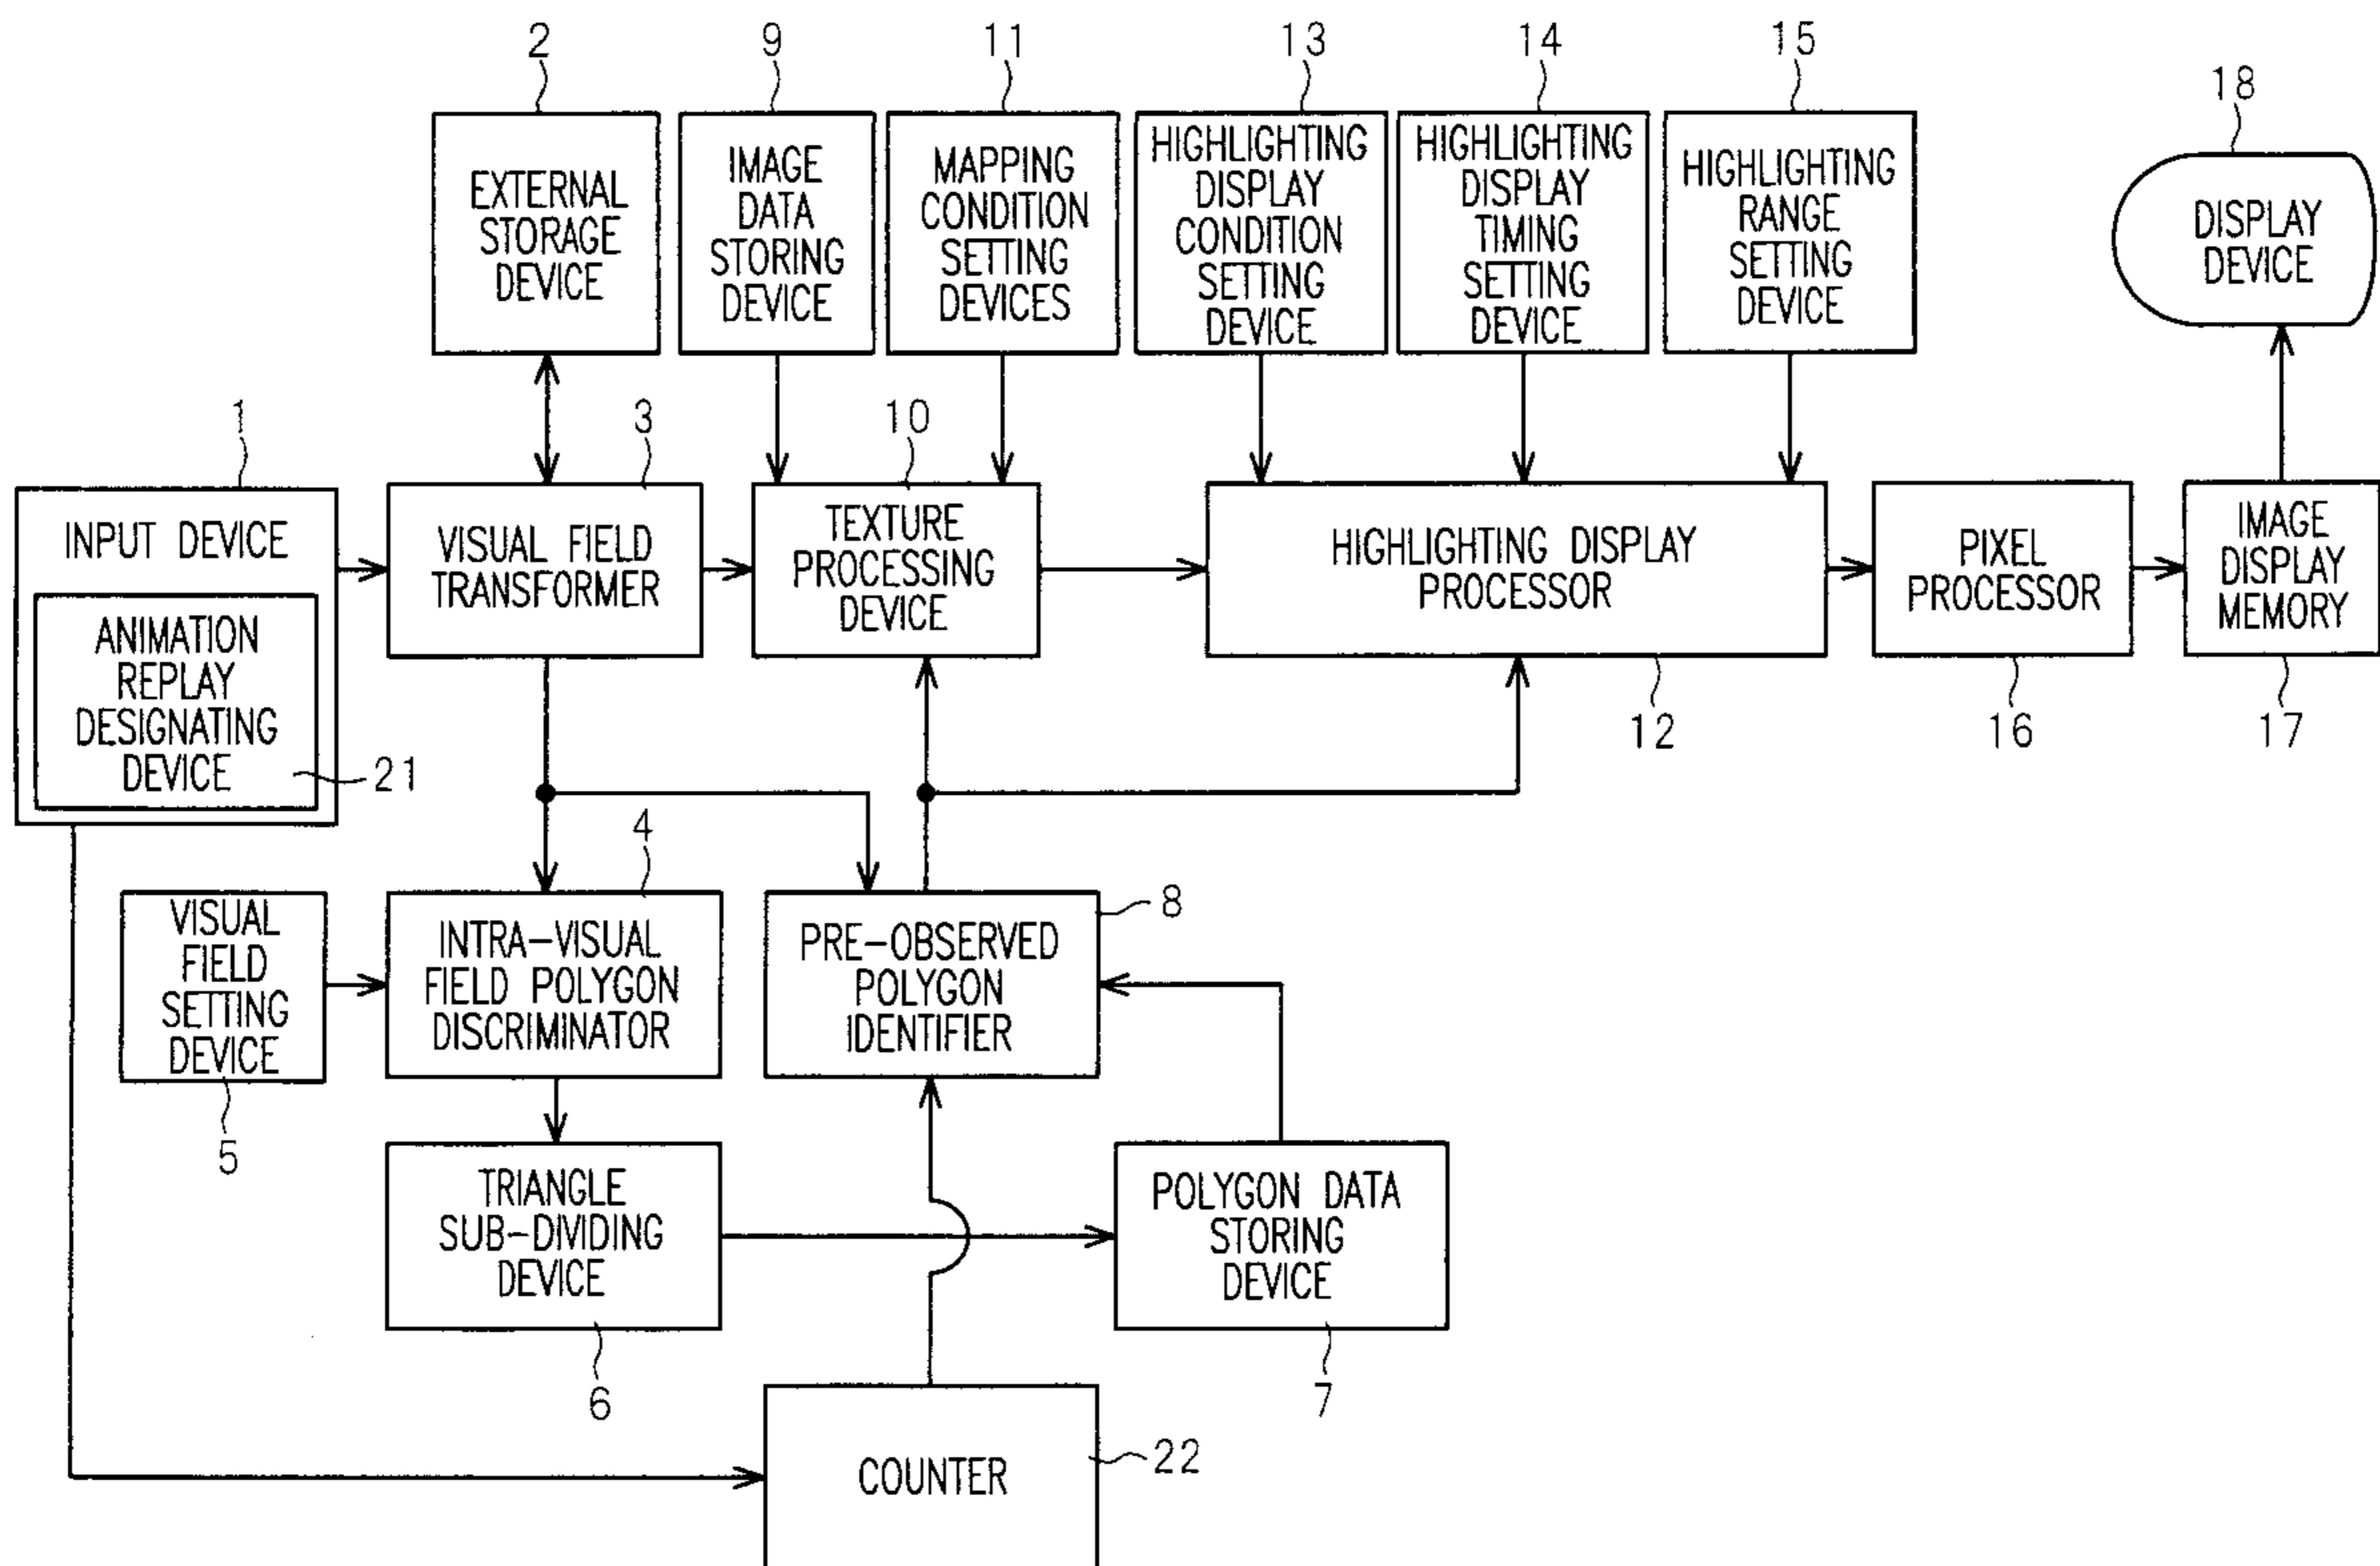 2
9
11
13
14
15
18
EXTERNAL
STORAGE
DEVICE
IMAGE
DATA
STORING
DEVICE
MAPPING
CONDITION
SETTING
DEVICES
HIGHLIGHTING
DISPLAY
CONDITION
SETTING
DEVICE
HIGHLIGHTING
DISPLAY
TIMING
SETTING
DEVICE
HIGHLIGHTING
RANGE
SETTING
DEVICE
DISPLAY
DEVICE
1
3
10
INPUT DEVICE
ANIMATION
REPLAY
DESIGNATING
DEVICE
21
VISUAL FIELD
TRANSFORMER
TEXTURE
PROCESSING
DEVICE
HIGHLIGHTING DISPLAY
PROCESSOR
PIXEL
PROCESSOR
IMAGE
DISPLAY
MEMORY
12
16
17
4
8
VISUAL
FIELD
SETTING
DEVICE
INTRA-VISUAL
FIELD POLYGON
DISCRIMINATOR
PRE-OBSERVED
POLYGON
IDENTIFIER
5
TRIANGLE
SUB-DIVIDING
DEVICE
POLYGON DATA
STORING
DEVICE
6
7
COUNTER
22